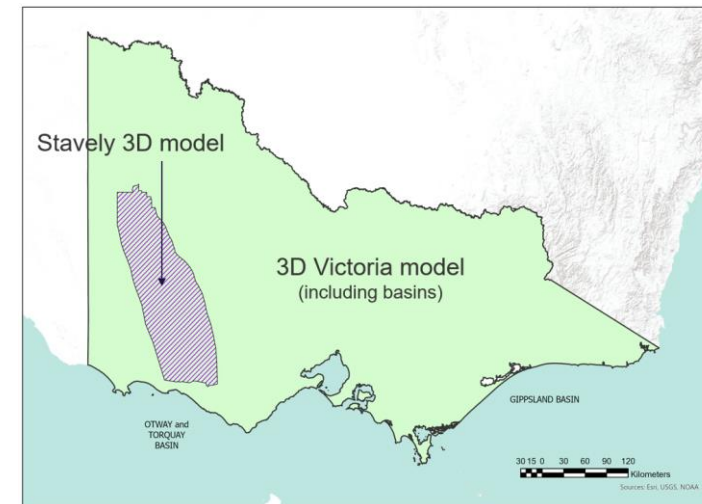 Stavely 3D model
3D Victoria model
(including basins)
GIPPSLAND BASIN
OTWAY and
TORQUAY
BASIN
30 15 0 30 60 90 120
Kilometers
Sources: Esri, USGS, NOAA